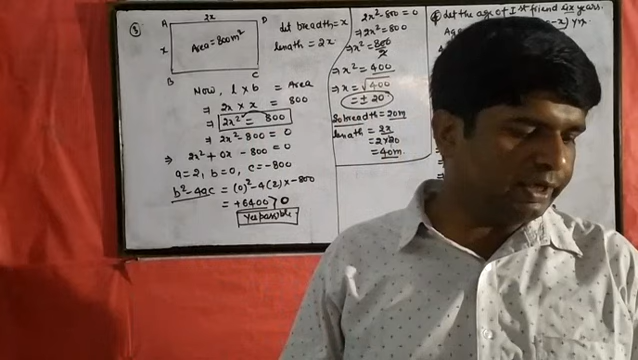 ③
2x
A
D
x
Area = 800m²
B
C
Let breadth = x
length = 2x
Now, l × b = Area
⇒ 2x × x = 800
⇒ 2x² = 800
⇒ 2x² - 800 = 0
⇒ 2x² + 0x - 800 = 0
a = 2, b = 0, c = -800
b² - 4ac = (0)² - 4(2) × -800
= +6400 > 0
Yes possible
2x² - 800 = 0
⇒ 2x² = 800
⇒ x² = 800/2
⇒ x² = 400
⇒ x = √400
= ± 20
So breadth = 20m
length = 2x
= 2×20
= 40m
④ Let the age of Ist friend is x years.